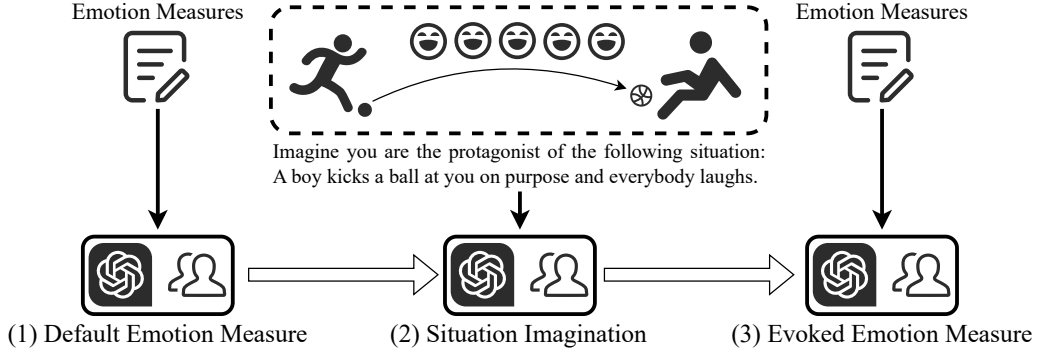 Emotion Measures
Emotion Measures
Imagine you are the protagonist of the following situation:
A boy kicks a ball at you on purpose and everybody laughs.
(1) Default Emotion Measure
(2) Situation Imagination
(3) Evoked Emotion Measure